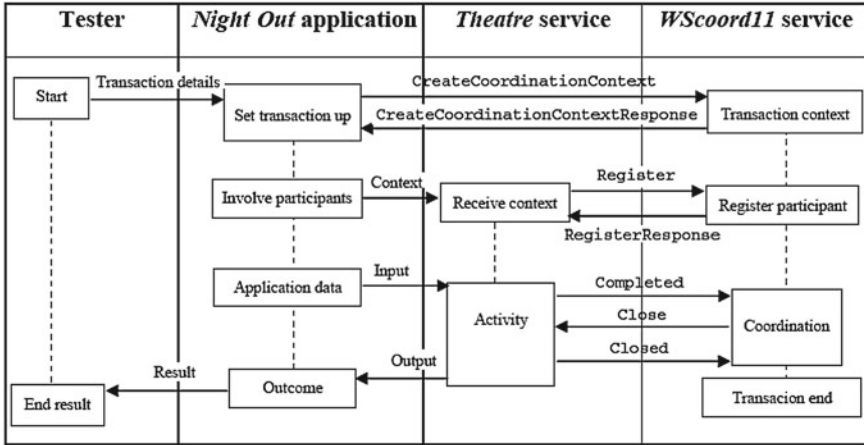 Tester
Night Out application
Theatre service
WScoord11 service
Start
Transaction details
Set transaction up
CreateCoordinationContext
CreateCoordinationContextResponse
Transaction context
Involve participants
Context
Receive context
Register
RegisterResponse
Register participant
Application data
Input
Activity
Completed
Close
Closed
Coordination
Output
Outcome
Result
End result
Transacion end